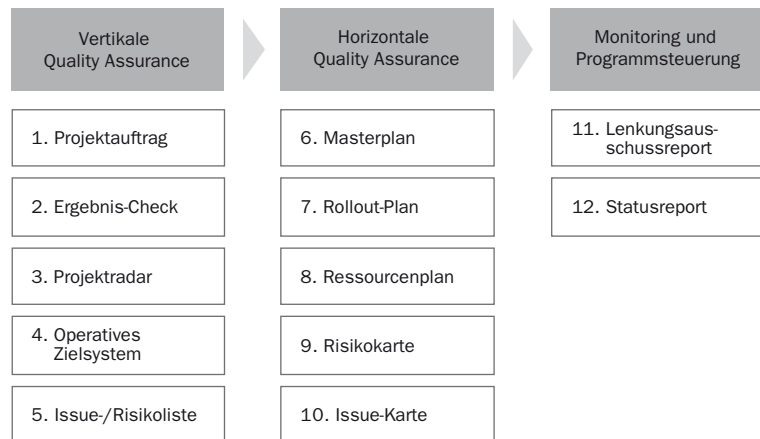 Vertikale
Quality Assurance
Horizontale
Quality Assurance
Monitoring und
Programmsteuerung
1. Projektauftrag
2. Ergebnis-Check
3. Projektradar
4. Operatives
Zielsystem
5. Issue-/Risikoliste
6. Masterplan
7. Rollout-Plan
8. Ressourcenplan
9. Risikokarte
10. Issue-Karte
11. Lenkungsaus-
schussreport
12. Statusreport